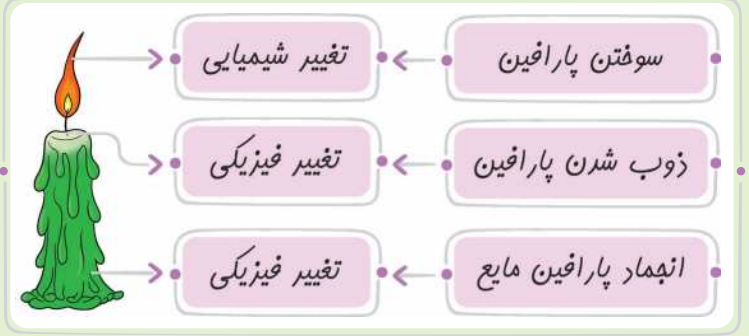 سوختن پارافین
تغییر شیمیایی
ذوب شدن پارافین
تغییر فیزیکی
انجماد پارافین مایع
تغییر فیزیکی